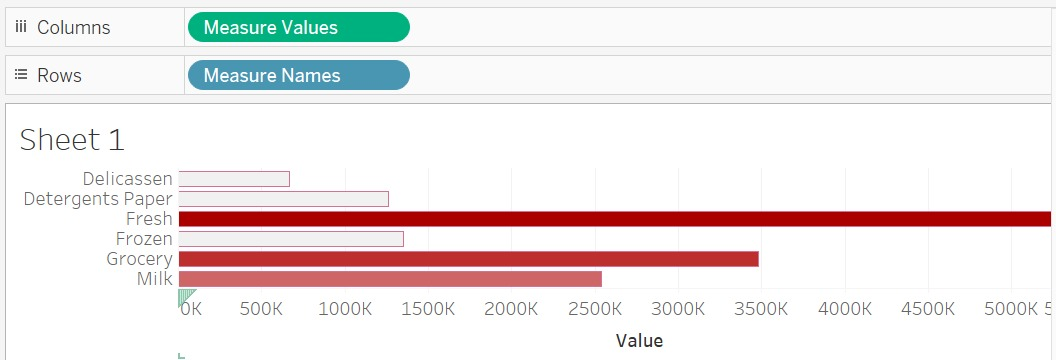 Columns Measure Values
Rows Measure Names
Sheet 1
Delicassen
Detergents Paper
Fresh
Frozen
Grocery
Milk
0K 500K 1000K 1500K 2000K 2500K 3000K 3500K 4000K 4500K 5000K 5
Value